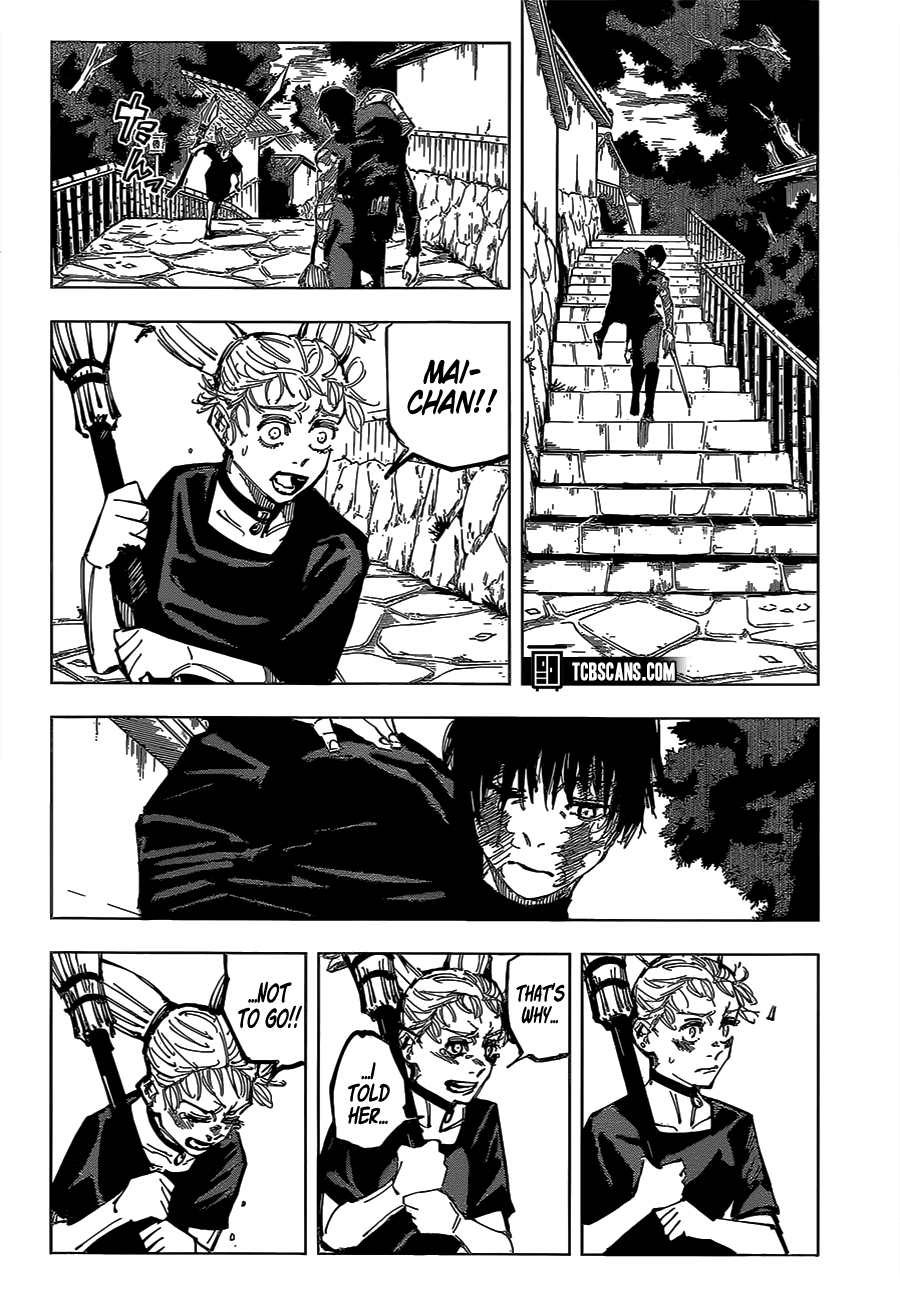 MAI-
CHAN!!
TCBSCANS.COM
THAT'S
WHY...
...I
TOLD
HER...
...NOT
TO GO!!